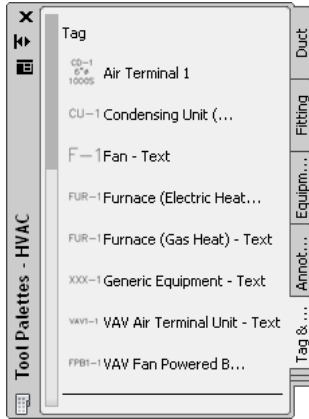 Tag
CD-1
6"ø
1000S
Air Terminal 1
CU-1 Condensing Unit (...
F-1 Fan - Text
FUR-1 Furnace (Electric Heat...
FUR-1 Furnace (Gas Heat) - Text
XXX-1 Generic Equipment - Text
VAV1-1 VAV Air Terminal Unit - Text
FPB1-1 VAV Fan Powered B...
Tool Palettes - HVAC
Duct
Fitting
Equipm...
Annot...
Tag & ...